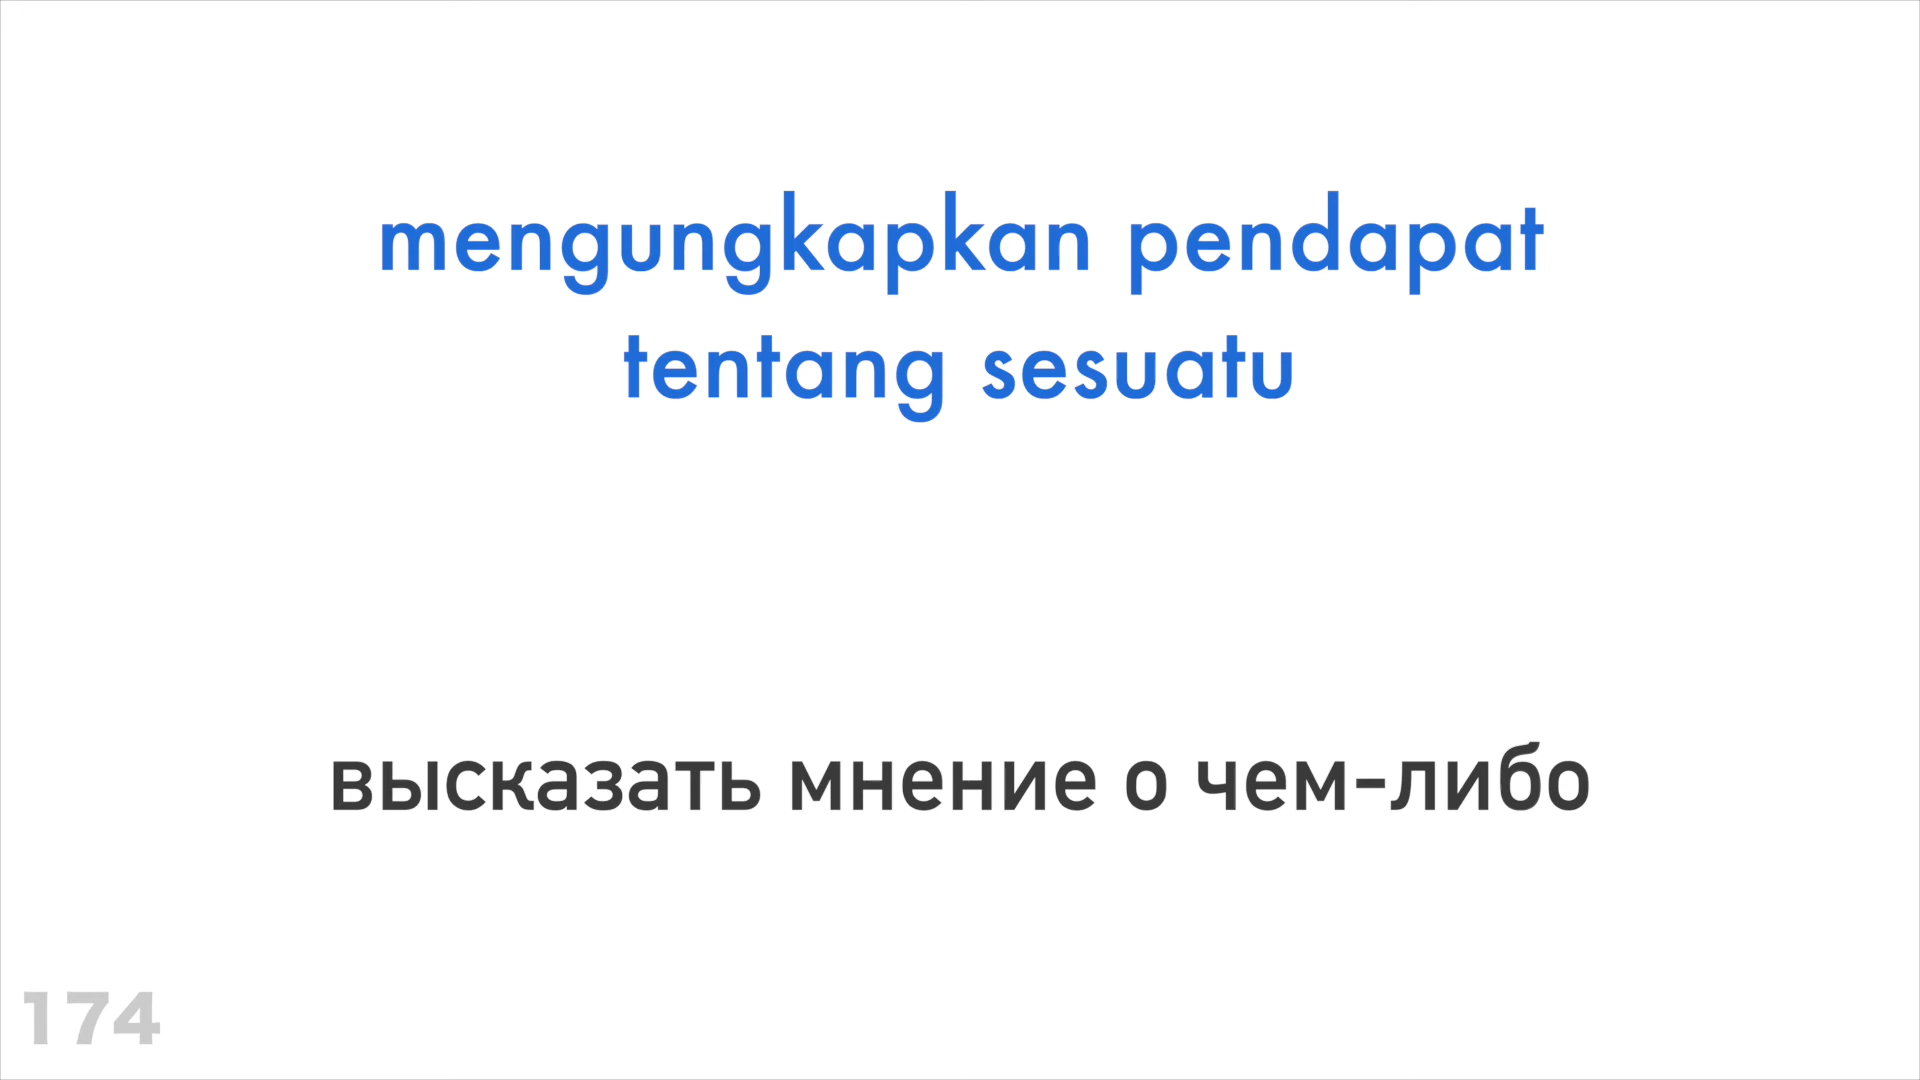 mengungkapkan pendapat
tentang sesuatu
высказать мнение о чем-либо
174